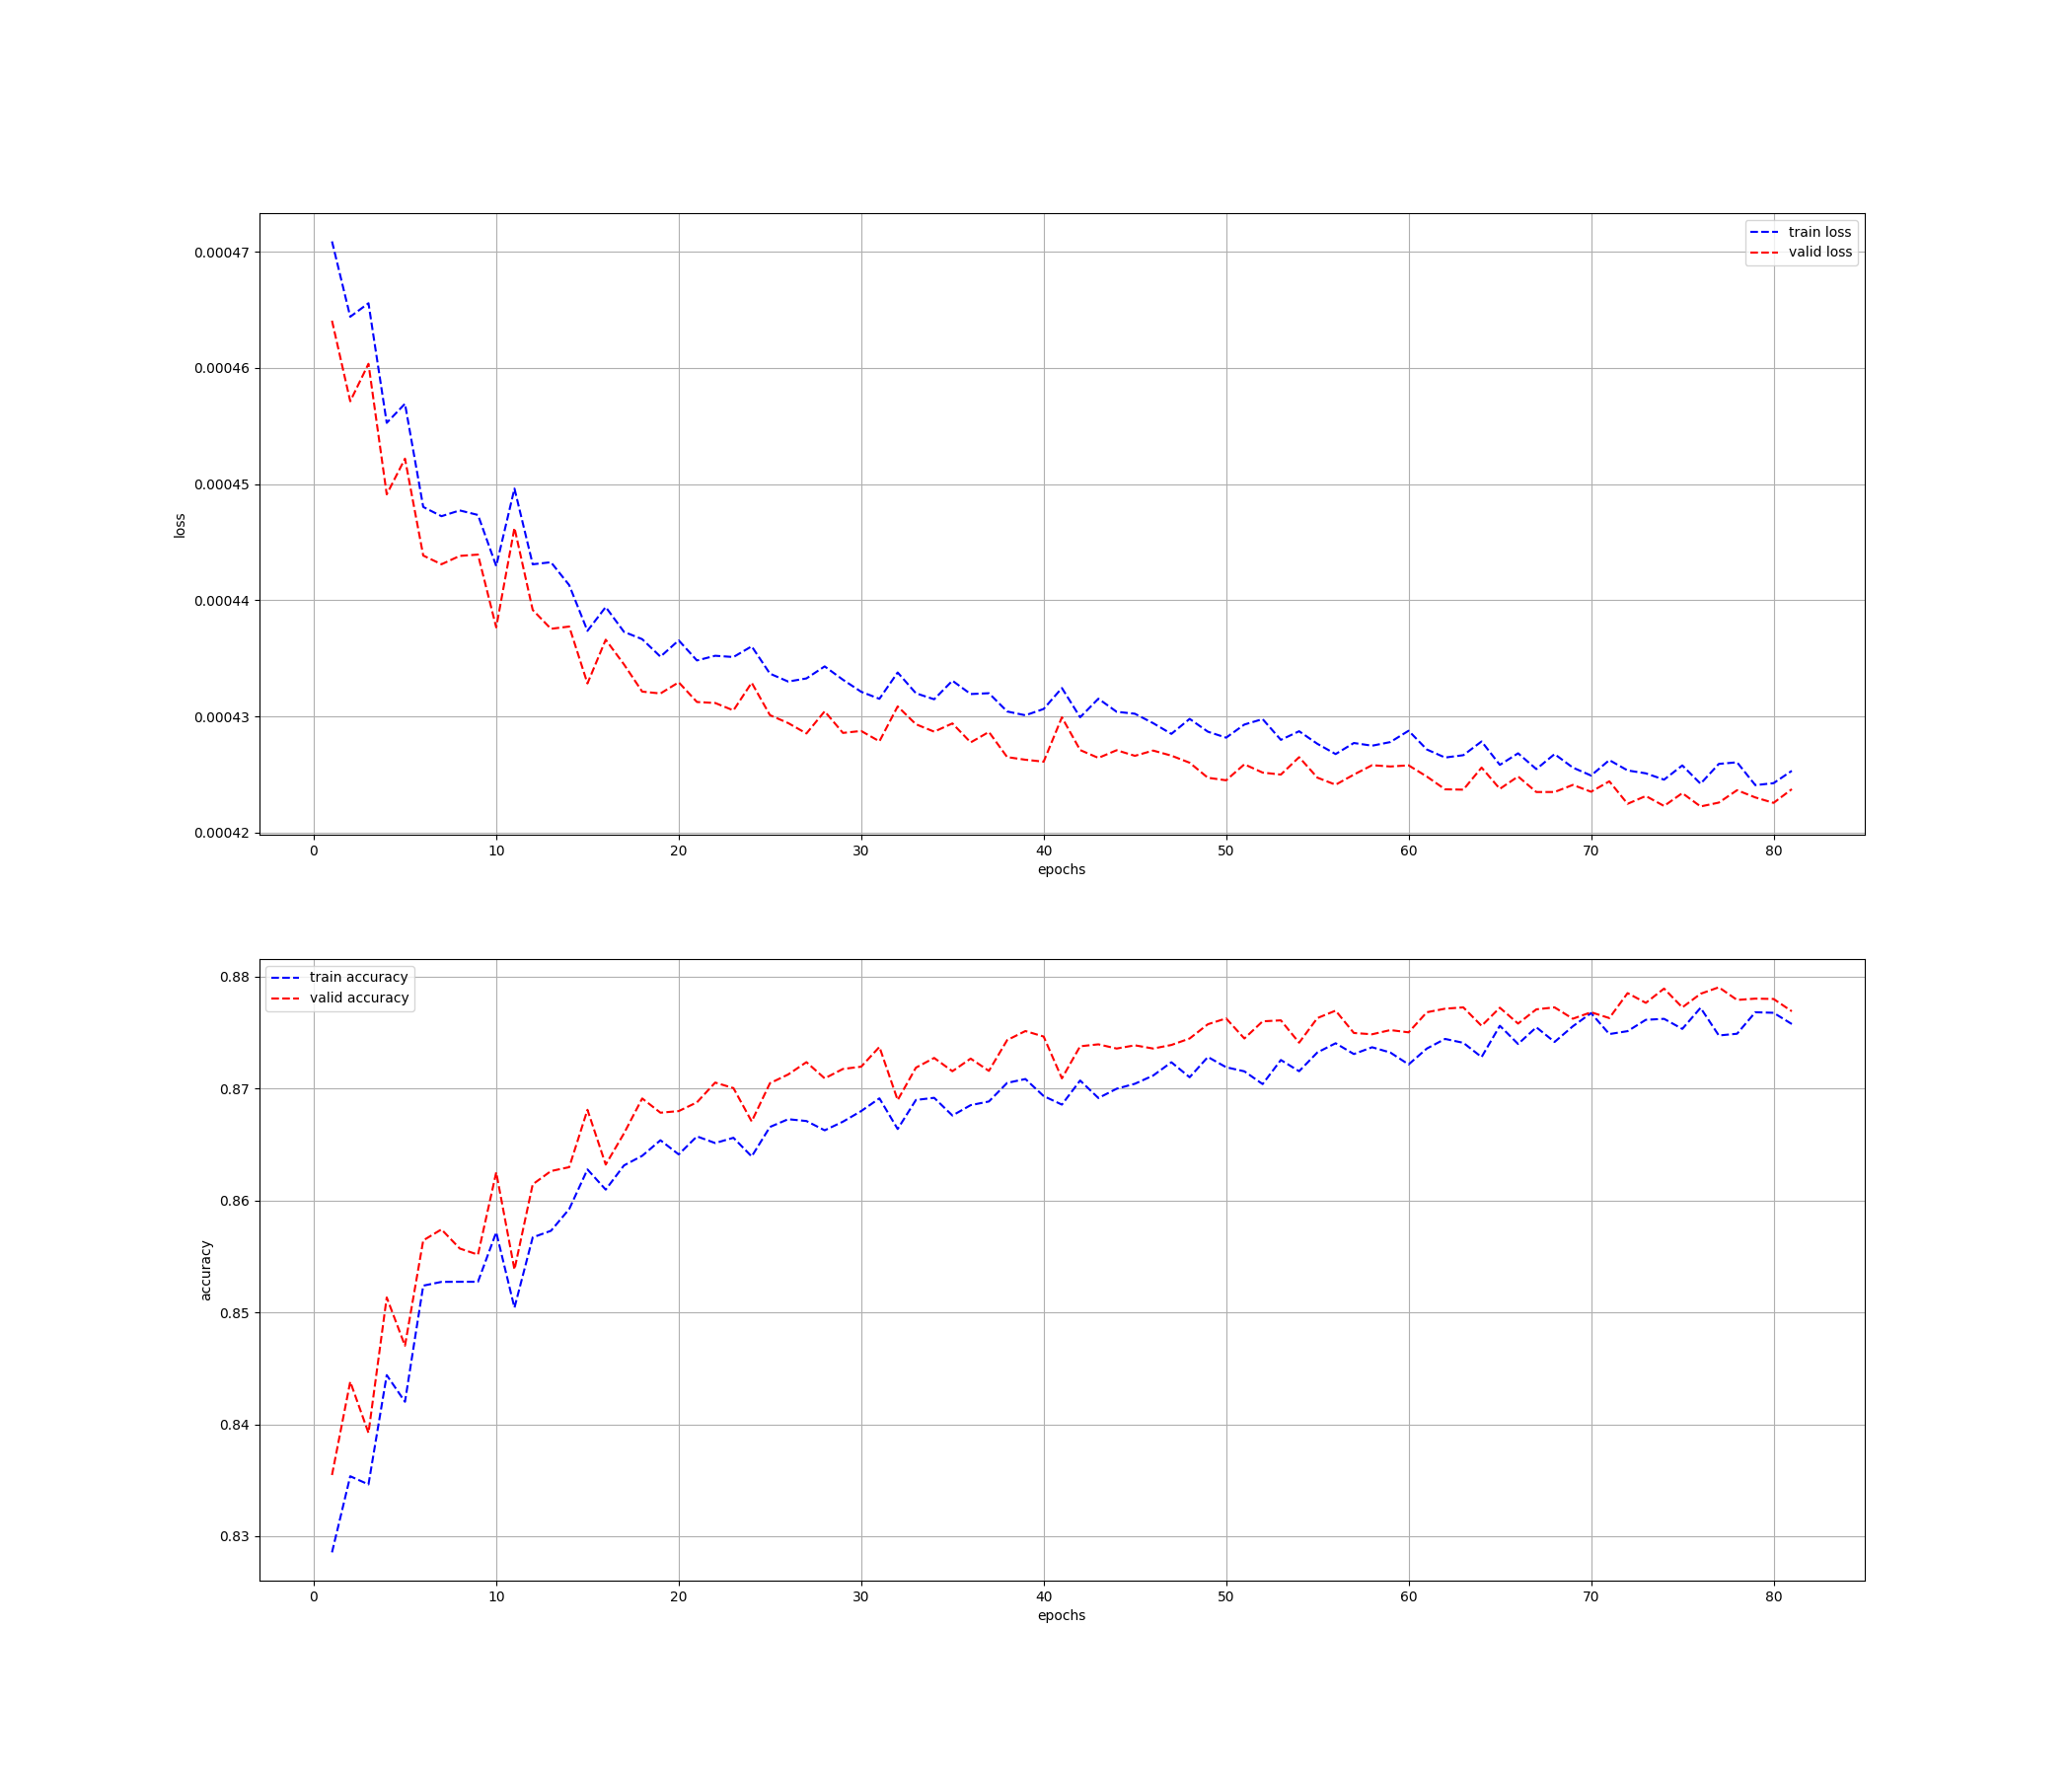 train loss
valid loss
0.00047
0.00046
0.00045
0.00044
0.00043
0.00042
loss
0 10 20 30 40 50 60 70 80
epochs
train accuracy
valid accuracy
0.88
0.87
0.86
0.85
0.84
0.83
accuracy
0 10 20 30 40 50 60 70 80
epochs